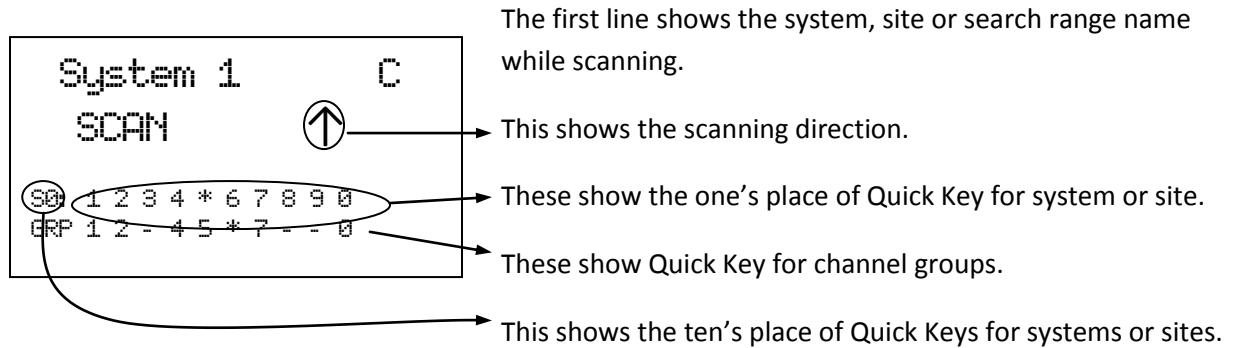 The first line shows the system, site or search range name
while scanning.
System 1 C
SCAN ↑
This shows the scanning direction.
S0: 1 2 3 4 * 6 7 8 9 0
These show the one’s place of Quick Key for system or site.
GRP 1 2 - 4 5 * 7 - - 0
These show Quick Key for channel groups.
This shows the ten’s place of Quick Keys for systems or sites.